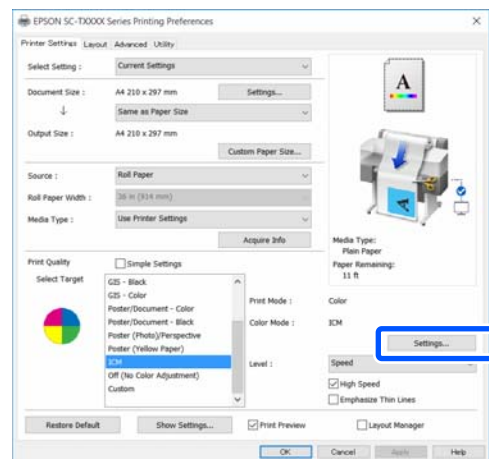 EPSON SC-TXXXX Series Printing Preferences
Printer Settings Layout Advanced Utility
Select Setting : Current Settings
Document Size : A4 210 x 297 mm Settings...
Same as Paper Size
Output Size : A4 210 x 297 mm
Custom Paper Size...
Source : Roll Paper
Roll Paper Width : 36 in (914 mm)
Media Type : Use Printer Settings
Acquire Info
A
Media Type:
Plain Paper
Paper Remaining:
11 ft
Print Quality Simple Settings
Select Target
GIS - Black
GIS - Color
Poster/Document - Color
Poster/Document - Black
Poster (Photo)/Perspective
Poster (Yellow Paper)
ICM
Off (No Color Adjustment)
Custom
Print Mode : Color
Color Mode : ICM
Settings...
Level : Speed
High Speed
Emphasize Thin Lines
Restore Default Show Settings... Print Preview Layout Manager
OK Cancel Apply Help